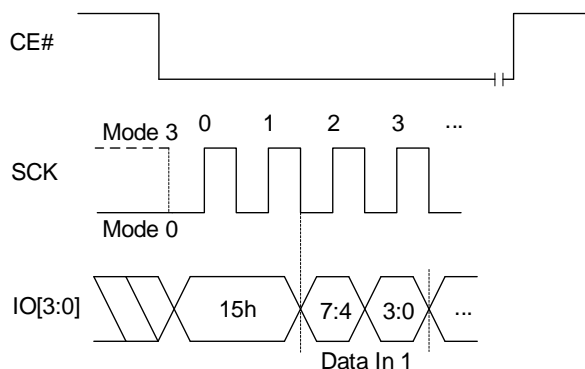 CE#
0 1 2 3 ...
Mode 3
SCK
Mode 0
IO[3:0] 15h 7:4 3:0 ...
Data In 1